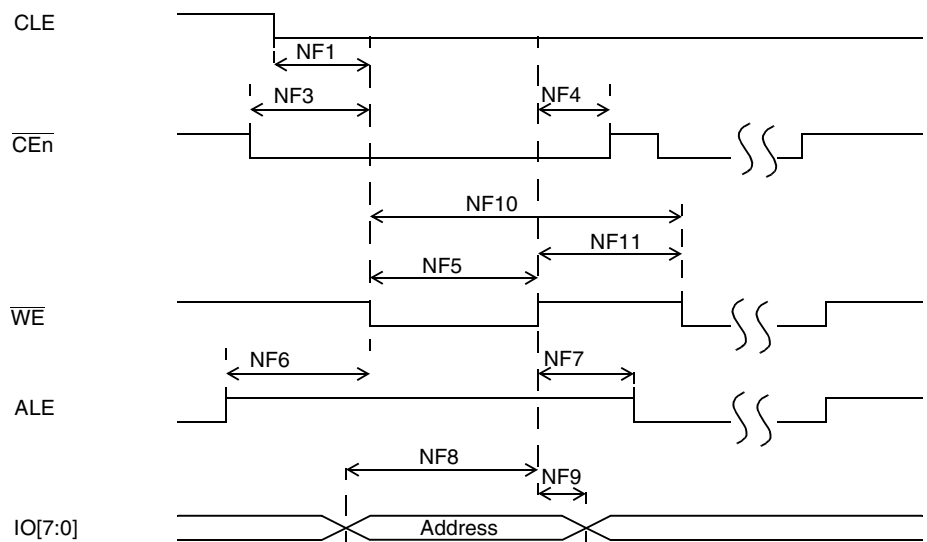 CLE
NF1
NF3
NF4
CEn
NF10
NF11
NF5
WE
NF6
NF7
ALE
NF8
NF9
IO[7:0]
Address